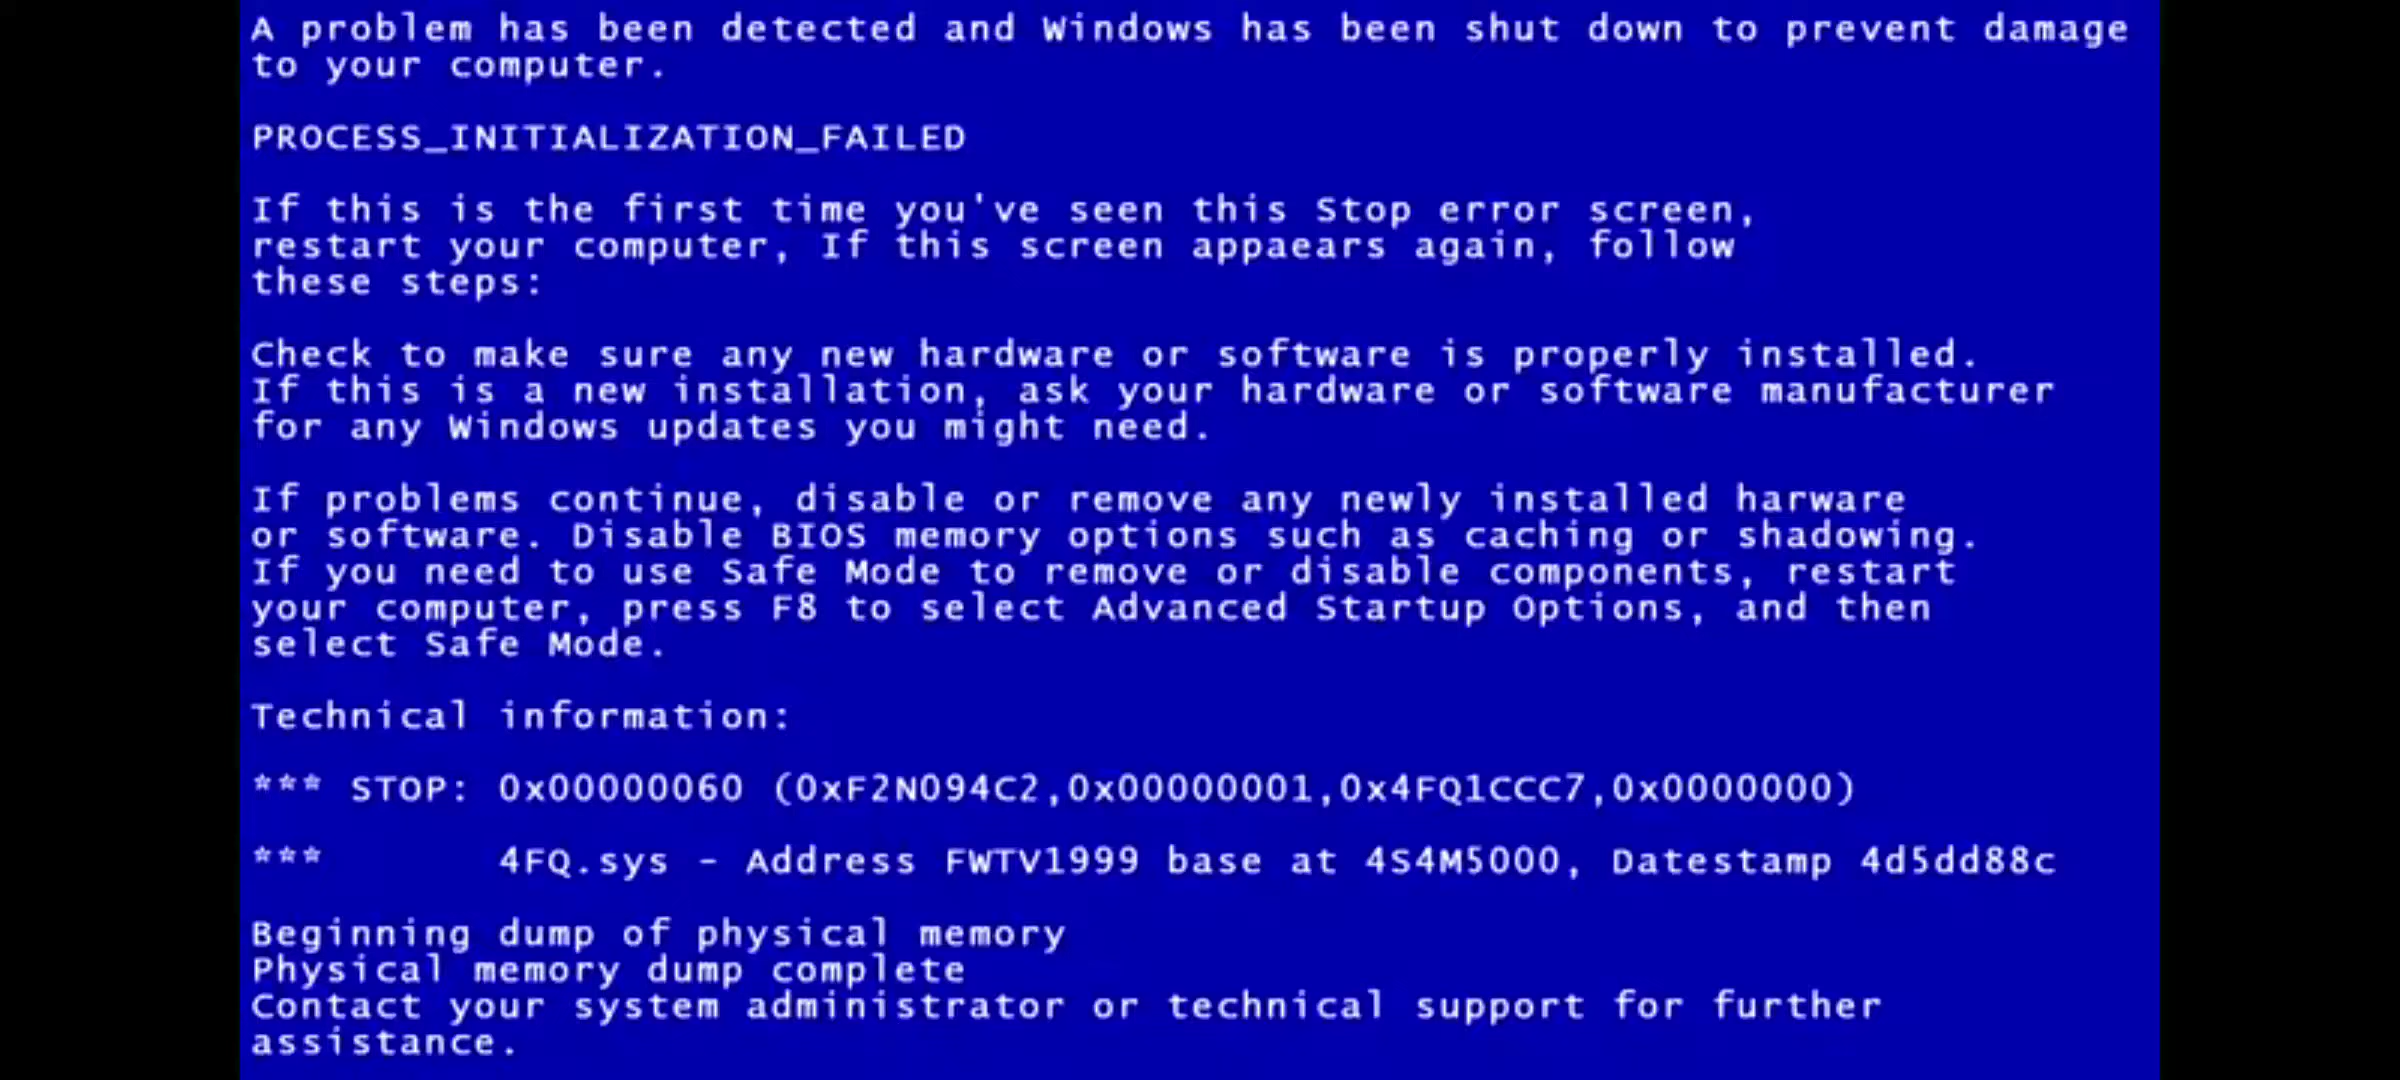 A problem has been detected and Windows has been shut down to prevent damage
to your computer.
PROCESS_INITIALIZATION_FAILED
If this is the first time you've seen this Stop error screen,
restart your computer, If this screen appaears again, follow
these steps:
Check to make sure any new hardware or software is properly installed.
If this is a new installation, ask your hardware or software manufacturer
for any Windows updates you might need.
If problems continue, disable or remove any newly installed harware
or software. Disable BIOS memory options such as caching or shadowing.
If you need to use Safe Mode to remove or disable components, restart
your computer, press F8 to select Advanced Startup Options, and then
select Safe Mode.
Technical information:
*** STOP: 0x00000060 (0xF2N094C2,0x00000001,0x4FQ1CCC7,0x0000000)
*** 4FQ.sys - Address FWTV1999 base at 4S4M5000, Datestamp 4d5dd88c
Beginning dump of physical memory
Physical memory dump complete
Contact your system administrator or technical support for further
assistance.